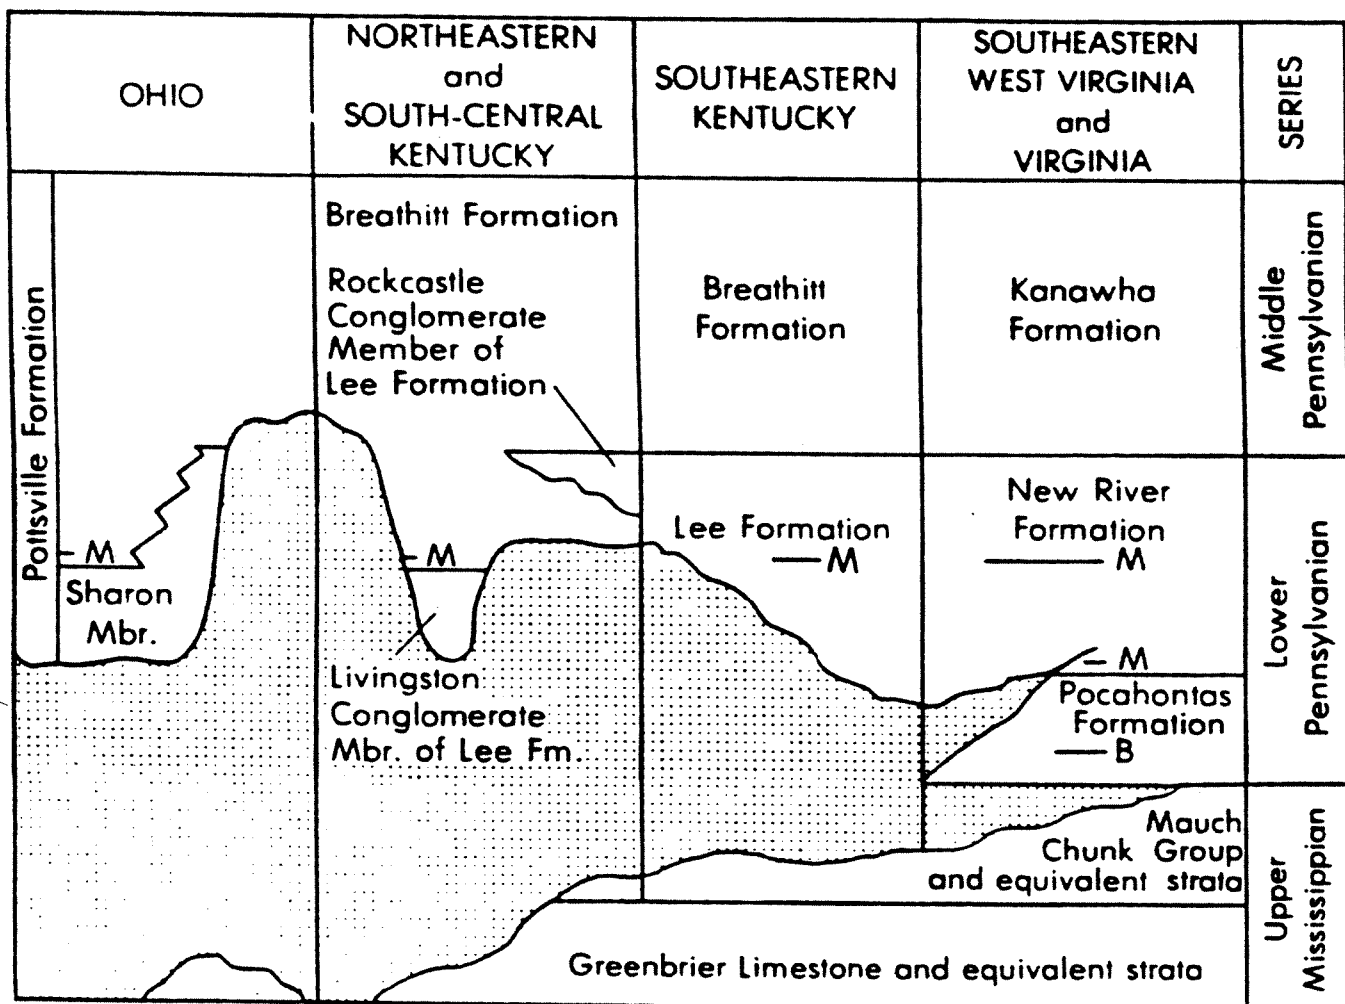 OHIO
NORTHEASTERN
and
SOUTH-CENTRAL
KENTUCKY
SOUTHEASTERN
KENTUCKY
SOUTHEASTERN
WEST VIRGINIA
and
VIRGINIA
SERIES
Pottsville Formation
Breathitt Formation
Rockcastle
Conglomerate
Member of
Lee Formation
Breathitt
Formation
Kanawha
Formation
Middle
Pennsylvanian
M
Sharon
Mbr.
M
Livingston
Conglomerate
Mbr. of Lee Fm.
Lee Formation
M
New River
Formation
M
M
Pocahontas
Formation
B
Lower
Pennsylvanian
Mauch
Chunk Group
and equivalent strata
Greenbrier Limestone and equivalent strata
Upper
Mississippian